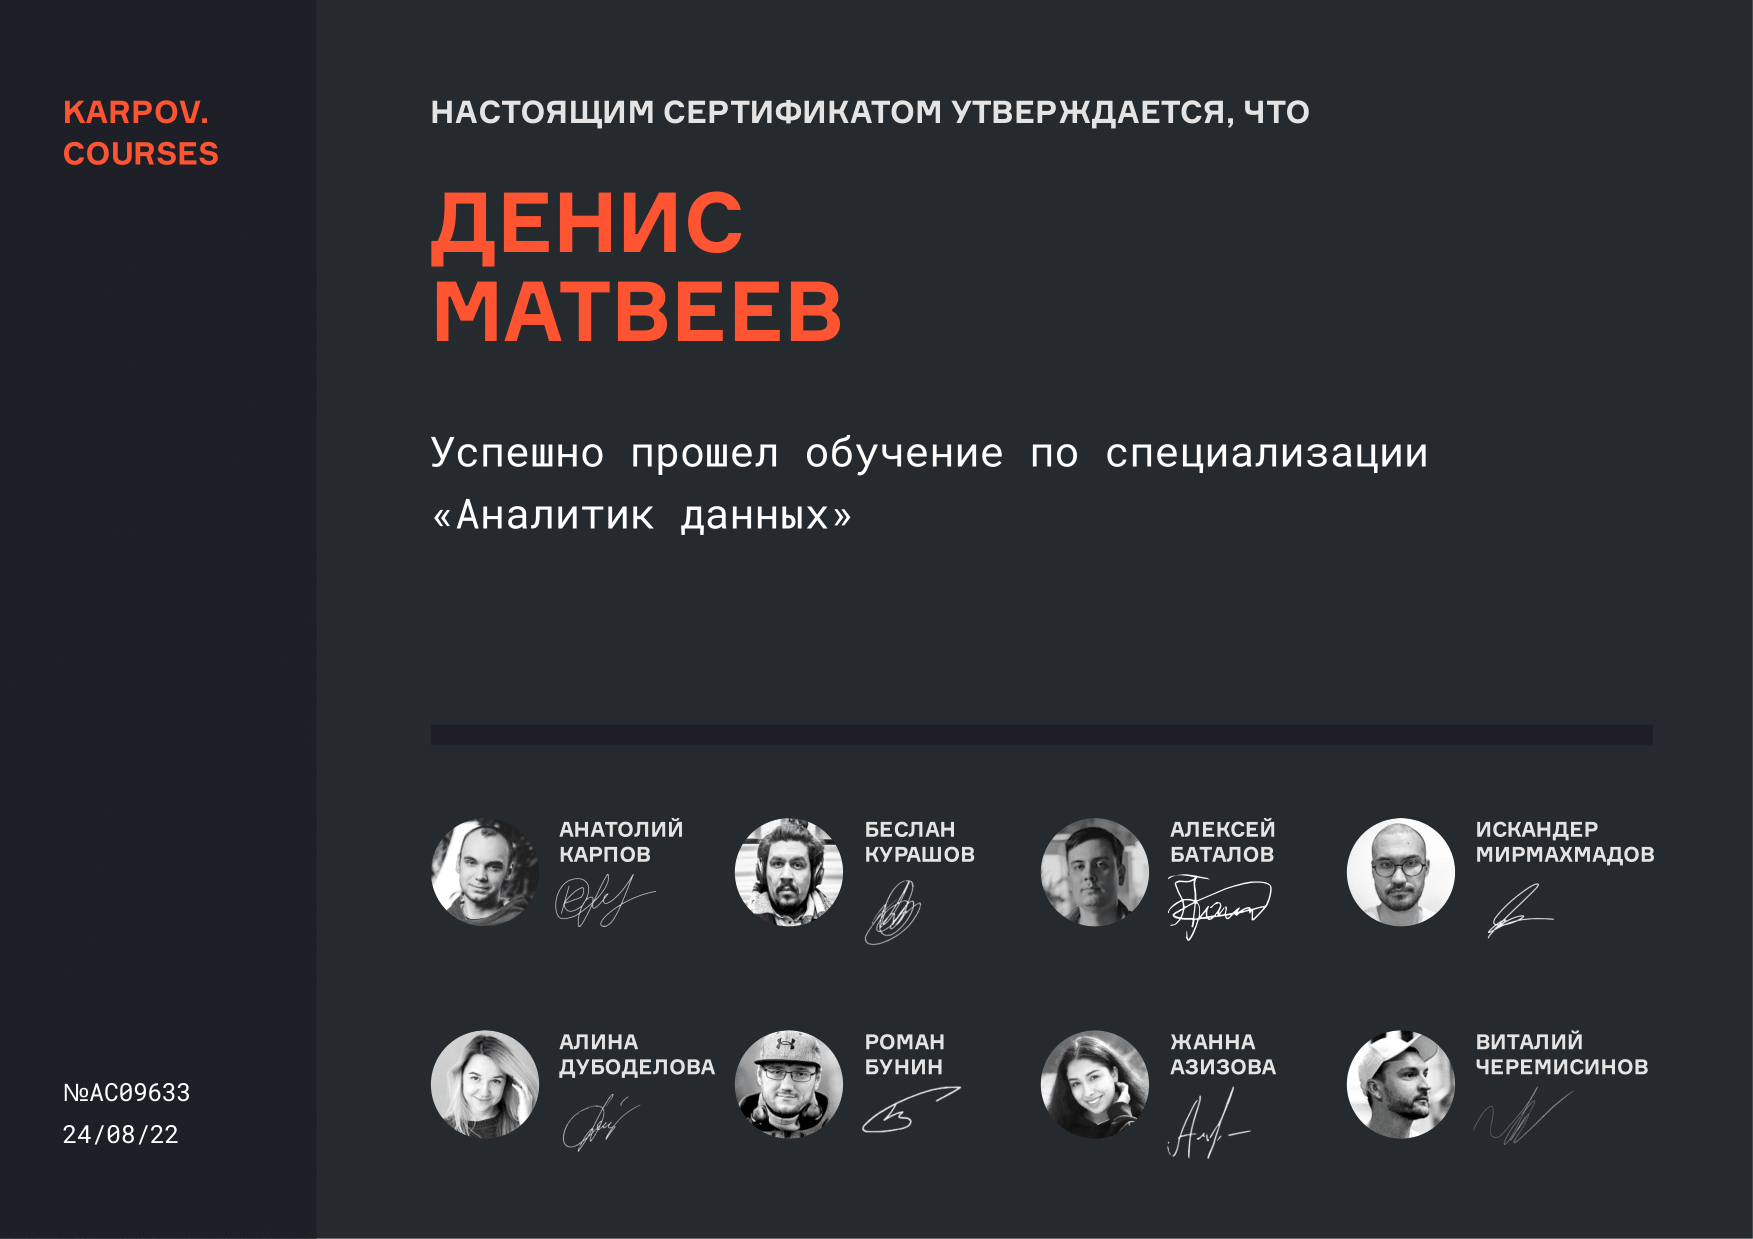 KARPOV.
COURSES
НАСТОЯЩИМ СЕРТИФИКАТОМ УТВЕРЖДАЕТСЯ, ЧТО
ДЕНИС
МАТВЕЕВ
Успешно прошел обучение по специализации
«Аналитик данных»
АНАТОЛИЙ
КАРПОВ
БЕСЛАН
КУРАШОВ
АЛЕКСЕЙ
БАТАЛОВ
ИСКАНДЕР
МИРМАХМАДОВ
АЛИНА
ДУБОДЕЛОВА
РОМАН
БУНИН
ЖАННА
АЗИЗОВА
ВИТАЛИЙ
ЧЕРЕМИСИНОВ
№AC09633
24/08/22